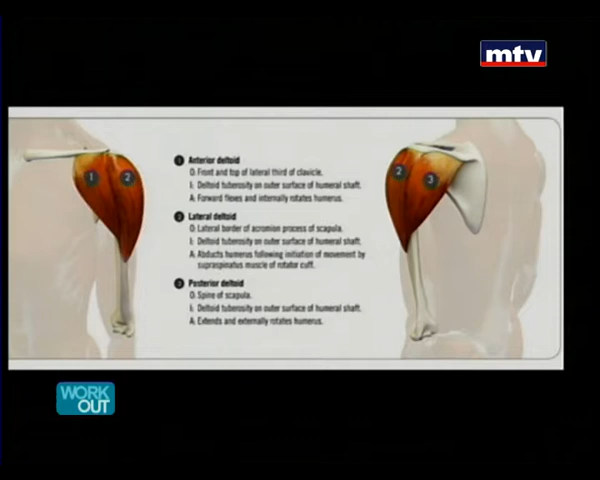 mtv
1 Anterior deltoid
O: Front and top of lateral third of clavicle.
I: Deltoid tuberosity on outer surface of humeral shaft.
A: Forward flexes and internally rotates humerus.
Lateral deltoid
O: Lateral border of acromion process of scapula.
I: Deltoid tuberosity on outer surface of humeral shaft.
A: Abducts humerus following initiation of movement by
supraspinatus muscle of rotator cuff.
Posterior deltoid
O: Spine of scapula.
I: Deltoid tuberosity on outer surface of humeral shaft.
A: Extends and externally rotates humerus.
1 2
2 3
WORK
OUT